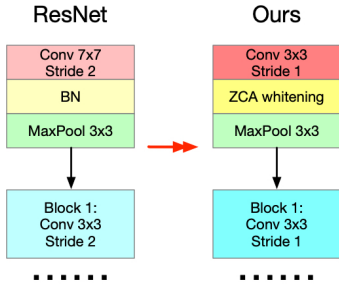 ResNet
Ours
Conv 7x7
Stride 2
BN
MaxPool 3x3
Block 1:
Conv 3x3
Stride 2
......
Conv 3x3
Stride 1
ZCA whitening
MaxPool 3x3
Block 1:
Conv 3x3
Stride 1
......